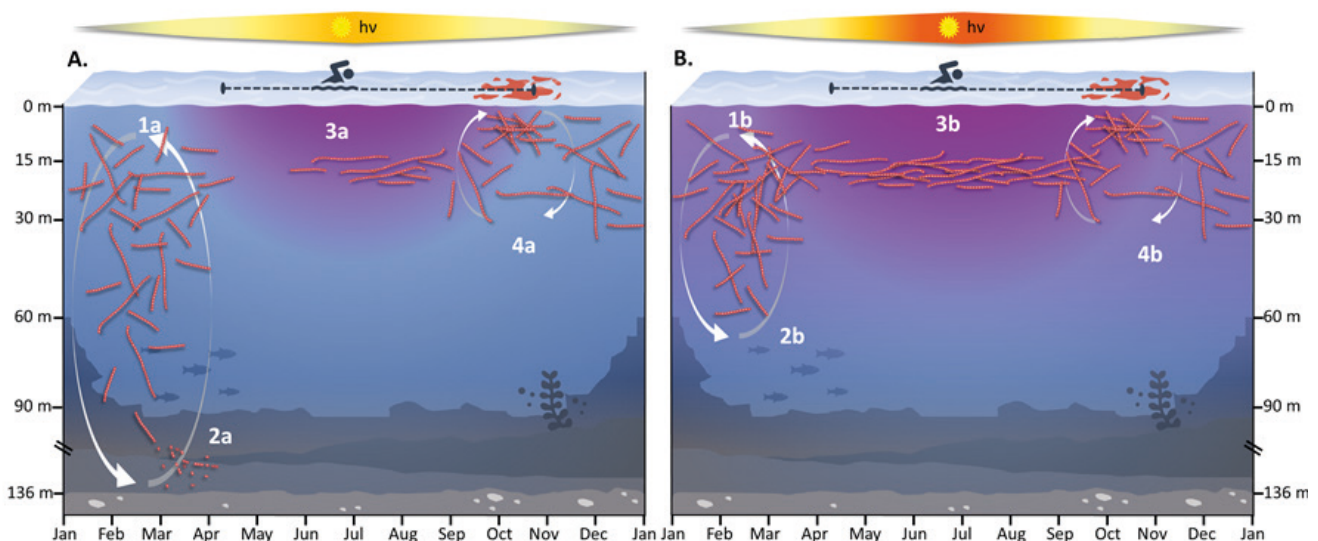 hν
hν
A.
B.
1a
3a
4a
2a
1b
3b
4b
2b
0 m
15 m
30 m
60 m
90 m
136 m
0 m
15 m
30 m
60 m
90 m
136 m
Jan Feb Mar Apr May Jun Jul Aug Sep Oct Nov Dec Jan
Jan Feb Mar Apr May Jun Jul Aug Sep Oct Nov Dec Jan